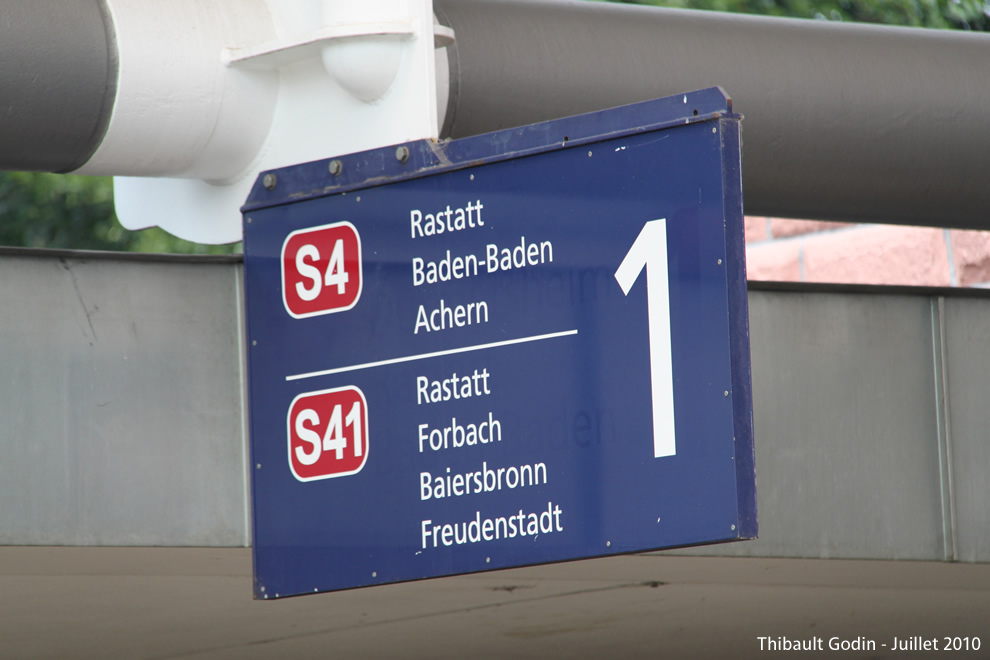 S4
Rastatt
Baden-Baden
Achern
S41
Rastatt
Forbach
Baiersbronn
Freudenstadt
1
Thibault Godin - Juillet 2010